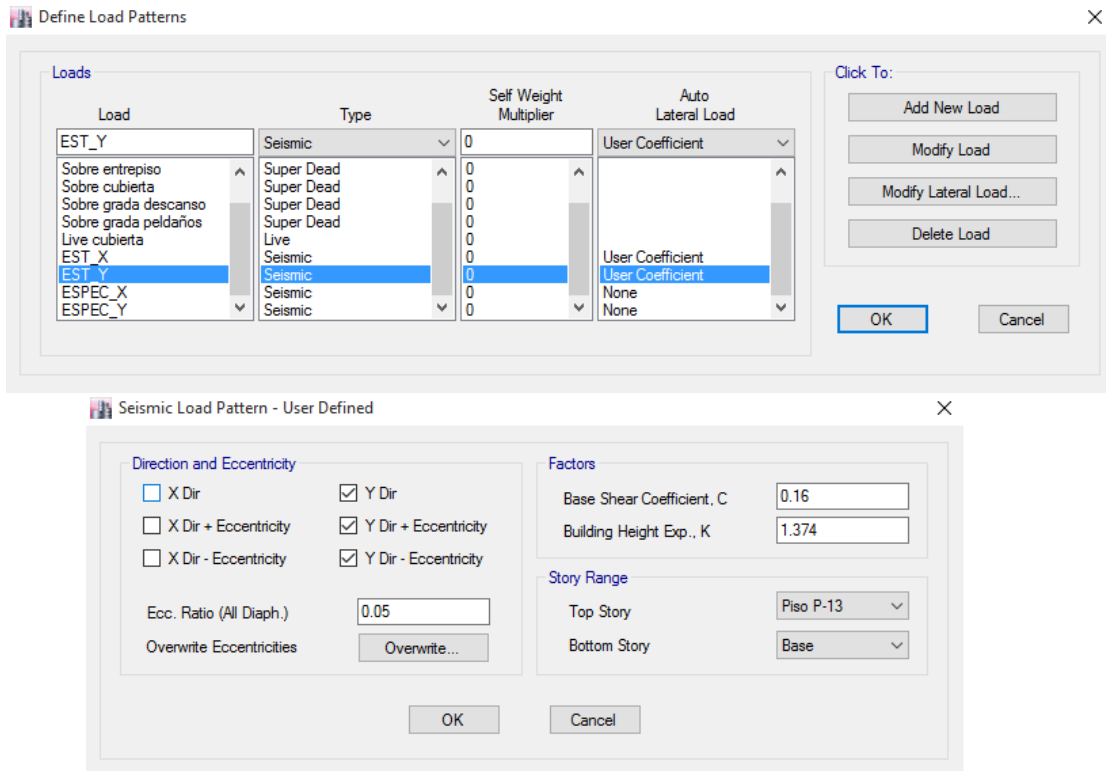 Define Load Patterns
Loads
Click To:
Load
Type
Self Weight
Multiplier
Auto
Lateral Load
EST_Y Seismic 0 User Coefficient
Sobre entrepiso Super Dead 0
Sobre cubierta Super Dead 0
Sobre grada descanso Super Dead 0
Sobre grada peldaños Super Dead 0
Live cubierta Live 0
EST_X Seismic 0 User Coefficient
EST_Y Seismic 0 User Coefficient
ESPEC_X Seismic 0 None
ESPEC_Y Seismic 0 None
Add New Load
Modify Load
Modify Lateral Load...
Delete Load
OK Cancel
Seismic Load Pattern - User Defined
Direction and Eccentricity
X Dir Y Dir
X Dir + Eccentricity Y Dir + Eccentricity
X Dir - Eccentricity Y Dir - Eccentricity
Ecc. Ratio (All Diaph.) 0.05
Overwrite Eccentricities Overwrite...
Factors
Base Shear Coefficient, C 0.16
Building Height Exp., K 1.374
Story Range
Top Story Piso P-13
Bottom Story Base
OK Cancel